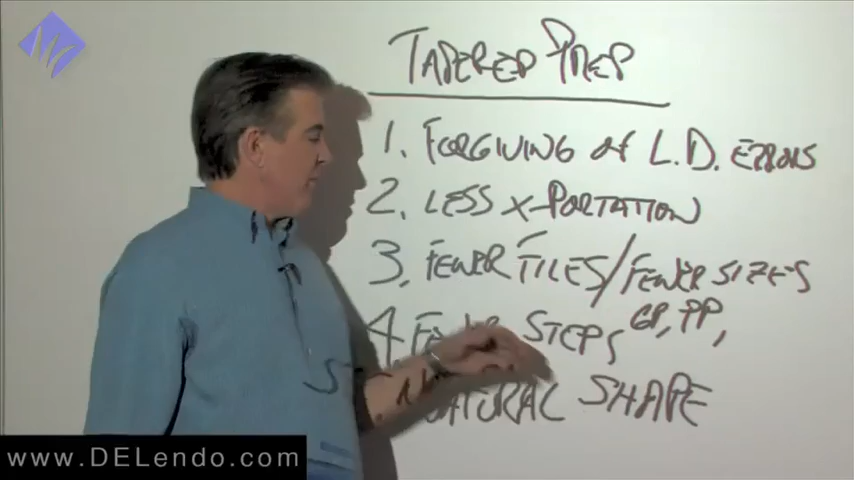 TAPERED PREP
1. FORGIVING of L.D. ERRORS
2. LESS X-PORTATION
3. FEWER FILES/FEWER SIZES
4. STEPS GP, PP,
SHAPE
www.DELendo.com